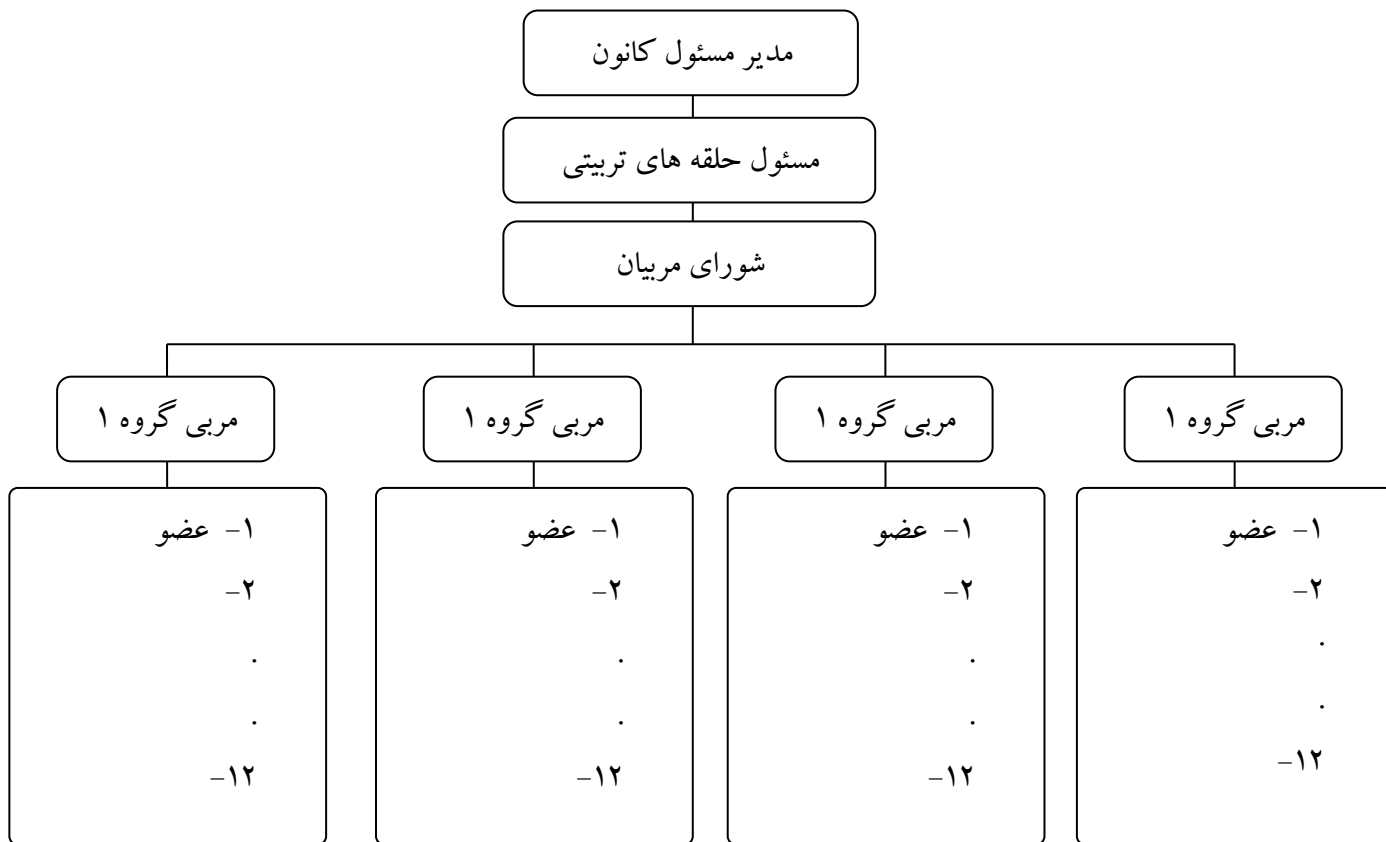 مدیر مسئول کانون
مسئول حلقه های تربیتی
شورای مربیان
مربی گروه ۱
مربی گروه ۱
مربی گروه ۱
مربی گروه ۱
۱- عضو
۲-
.
.
۱۲-
۱- عضو
۲-
.
.
۱۲-
۱- عضو
۲-
.
.
۱۲-
۱- عضو
۲-
.
.
۱۲-